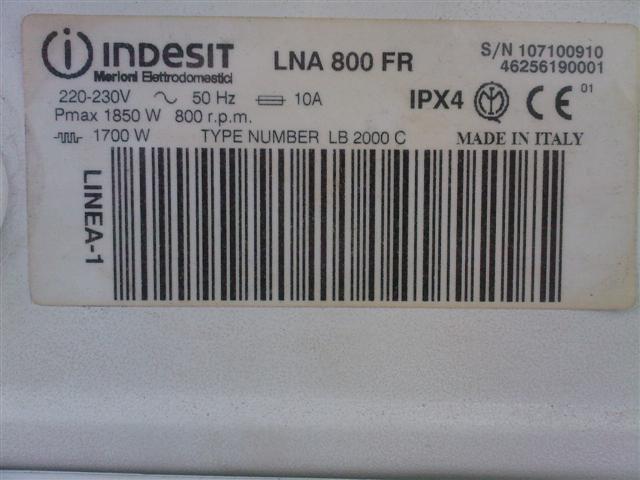 INDESIT LNA 800 FR S/N 107100910
Merloni Elettrodomestici 46256190001
220-230V 50 Hz 10A IPX4 CE 01
Pmax 1850 W 800 r.p.m.
1700 W TYPE NUMBER LB 2000 C MADE IN ITALY
LINEA-1